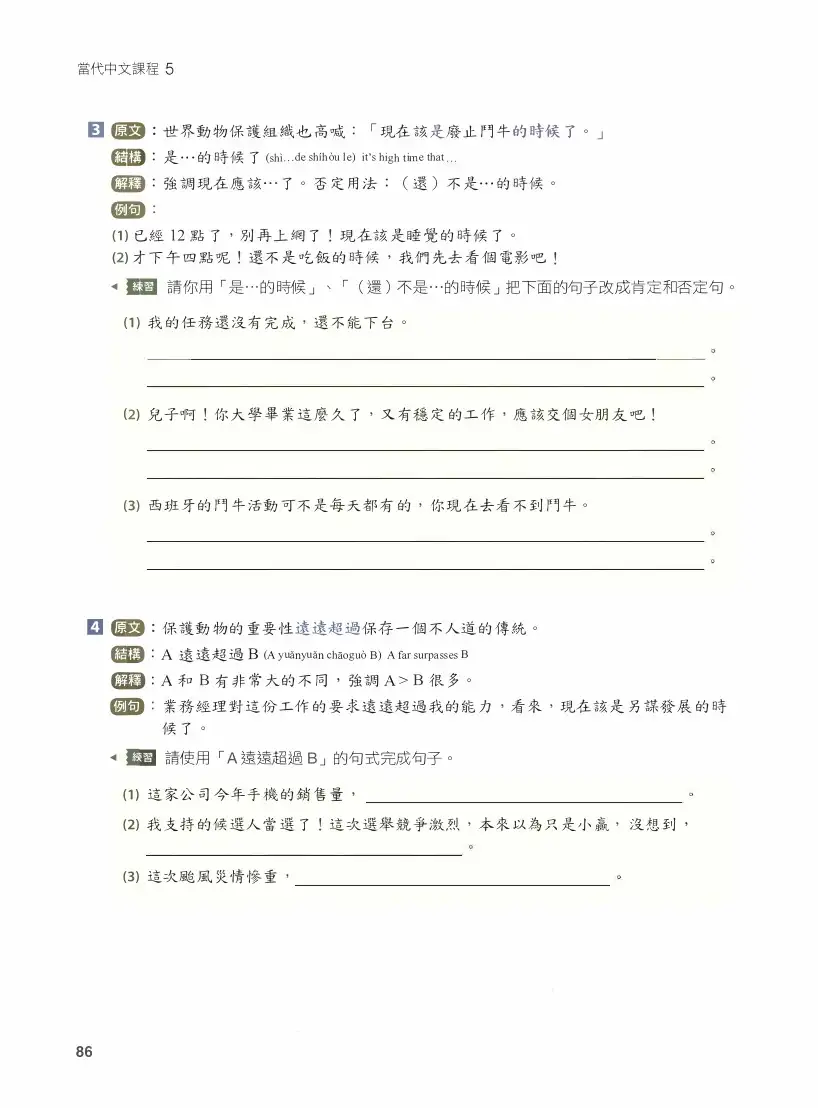 當代中文課程 5
3 原文：世界動物保護組織也高喊：「現在該是廢止鬥牛的時候了。」
結構：是…的時候了 (shì…de shíhòu le) it's high time that…
解釋：強調現在應該…了。否定用法：（還）不是…的時候。
例句：
(1) 已經 12 點了，別再上網了！現在該是睡覺的時候了。
(2) 才下午四點呢！還不是吃飯的時候，我們先去看個電影吧！
練習 請你用「是…的時候」、「（還）不是…的時候」把下面的句子改成肯定和否定句。
(1) 我的任務還沒有完成，還不能下台。
。
。
(2) 兒子啊！你大學畢業這麼久了，又有穩定的工作，應該交個女朋友吧！
。
。
(3) 西班牙的鬥牛活動可不是每天都有的，你現在去看不到鬥牛。
。
。
4 原文：保護動物的重要性遠遠超過保存一個不人道的傳統。
結構：A 遠遠超過 B (A yuǎnyuǎn chāoguò B) A far surpasses B
解釋：A 和 B 有非常大的不同，強調 A > B 很多。
例句：業務經理對這份工作的要求遠遠超過我的能力，看來，現在該是另謀發展的時
候了。
練習 請使用「A 遠遠超過 B」的句式完成句子。
(1) 這家公司今年手機的銷售量， 。
(2) 我支持的候選人當選了！這次選舉競爭激烈，本來以為只是小贏，沒想到，
。
(3) 這次颱風災情慘重， 。
86